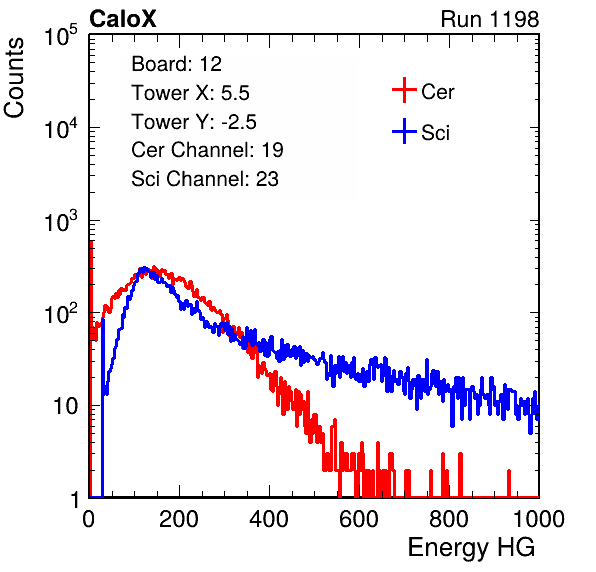 CaloX Run 1198
Board: 12
Tower X: 5.5
Tower Y: -2.5
Cer Channel: 19
Sci Channel: 23
Cer
Sci
Counts
10^5
10^4
10^3
10^2
10
1
0 200 400 600 800 1000
Energy HG